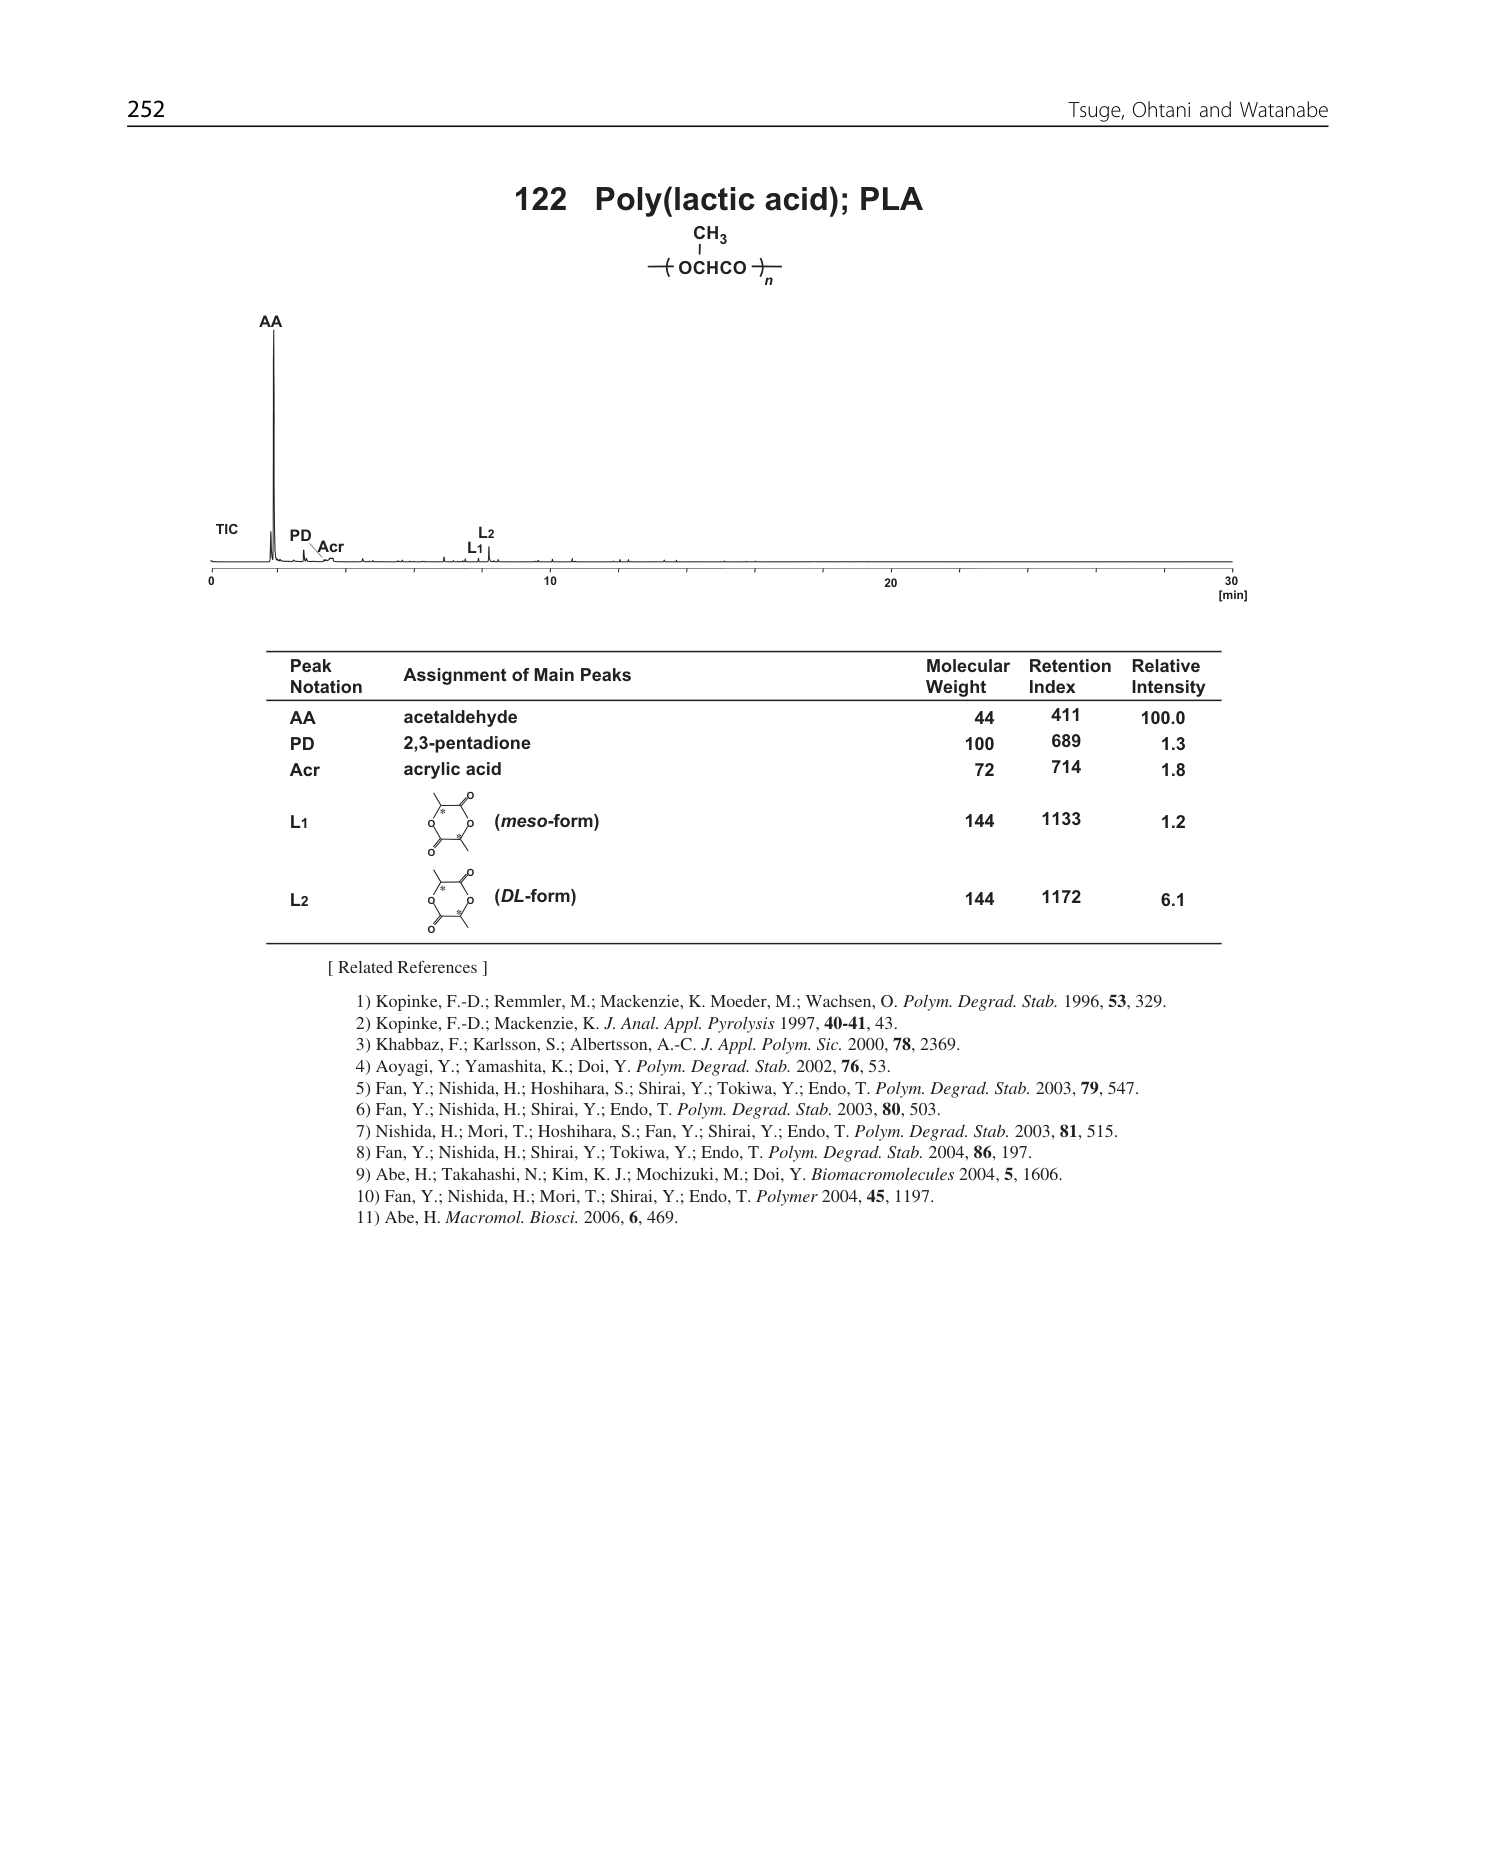 252 Tsuge, Ohtani and Watanabe
122 Poly(lactic acid); PLA
CH3
( OCHCO )n
AA
TIC
PD
Acr
L2
L1
0 10 20 30
[min]
Peak Notation Assignment of Main Peaks Molecular Weight Retention Index Relative Intensity
AA acetaldehyde 44 411 100.0
PD 2,3-pentadione 100 689 1.3
Acr acrylic acid 72 714 1.8
O
*
O O
*
O
L1 (meso-form) 144 1133 1.2
O
*
O O
*
O
L2 (DL-form) 144 1172 6.1
[ Related References ]
1) Kopinke, F.-D.; Remmler, M.; Mackenzie, K. Moeder, M.; Wachsen, O. Polym. Degrad. Stab. 1996, 53, 329.
2) Kopinke, F.-D.; Mackenzie, K. J. Anal. Appl. Pyrolysis 1997, 40-41, 43.
3) Khabbaz, F.; Karlsson, S.; Albertsson, A.-C. J. Appl. Polym. Sic. 2000, 78, 2369.
4) Aoyagi, Y.; Yamashita, K.; Doi, Y. Polym. Degrad. Stab. 2002, 76, 53.
5) Fan, Y.; Nishida, H.; Hoshihara, S.; Shirai, Y.; Tokiwa, Y.; Endo, T. Polym. Degrad. Stab. 2003, 79, 547.
6) Fan, Y.; Nishida, H.; Shirai, Y.; Endo, T. Polym. Degrad. Stab. 2003, 80, 503.
7) Nishida, H.; Mori, T.; Hoshihara, S.; Fan, Y.; Shirai, Y.; Endo, T. Polym. Degrad. Stab. 2003, 81, 515.
8) Fan, Y.; Nishida, H.; Shirai, Y.; Tokiwa, Y.; Endo, T. Polym. Degrad. Stab. 2004, 86, 197.
9) Abe, H.; Takahashi, N.; Kim, K. J.; Mochizuki, M.; Doi, Y. Biomacromolecules 2004, 5, 1606.
10) Fan, Y.; Nishida, H.; Mori, T.; Shirai, Y.; Endo, T. Polymer 2004, 45, 1197.
11) Abe, H. Macromol. Biosci. 2006, 6, 469.